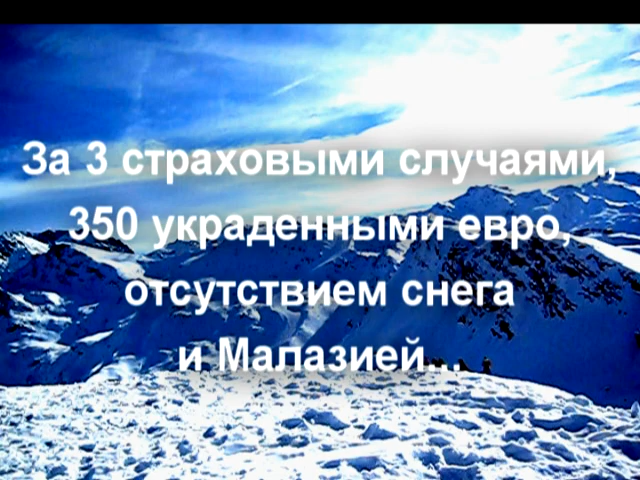 За 3 страховыми случаями,
350 украденными евро,
отсутствием снега
и Малазией...